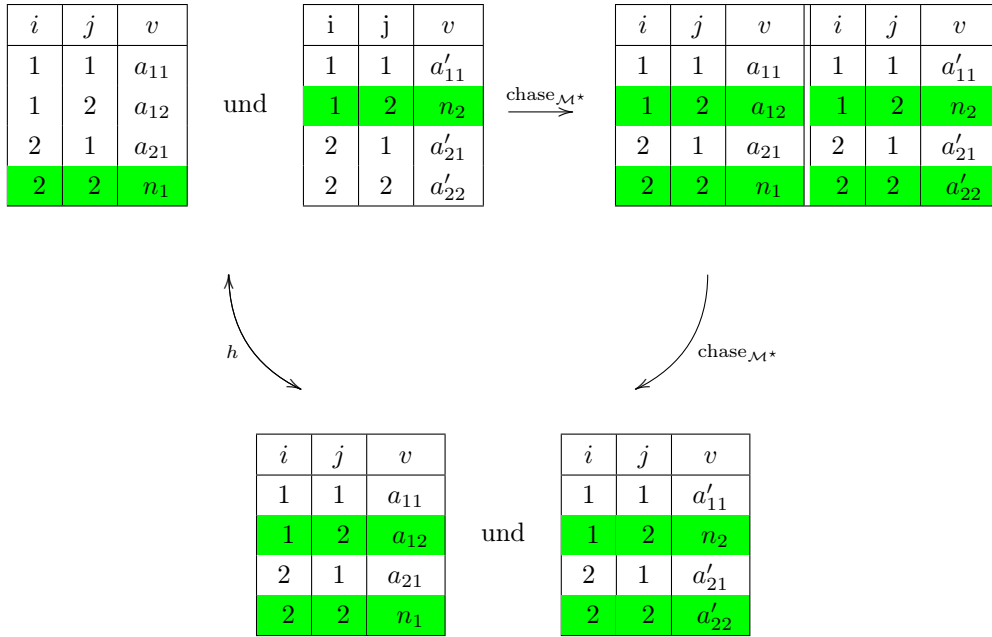 i j v i j v i j v i j v
1 1 a₁₁ 1 1 a′₁₁ 1 1 a₁₁ 1 1 a′₁₁
1 2 a₁₂ und 1 2 n₂ chase_ℳ⋆ 1 2 a₁₂ 1 2 n₂
2 1 a₂₁ 2 1 a′₂₁ 2 1 a₂₁ 2 1 a′₂₁
2 2 n₁ 2 2 a′₂₂ 2 2 n₁ 2 2 a′₂₂
h chase_ℳ⋆
i j v i j v
1 1 a₁₁ 1 1 a′₁₁
1 2 a₁₂ und 1 2 n₂
2 1 a₂₁ 2 1 a′₂₁
2 2 n₁ 2 2 a′₂₂